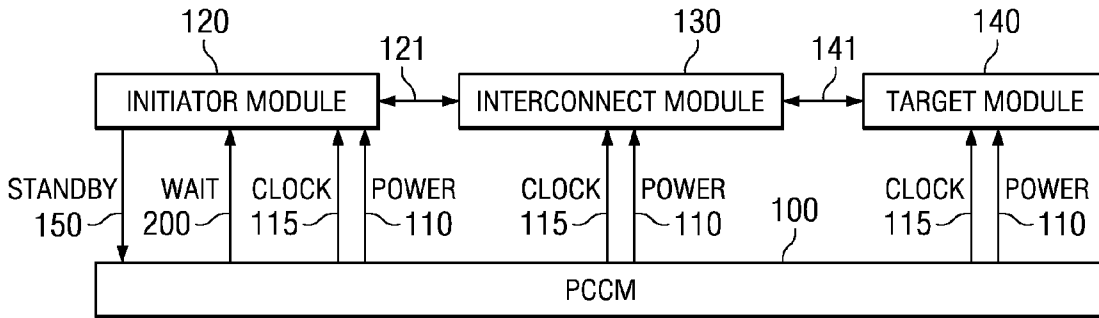 120
130
140
121
141
INITIATOR MODULE
INTERCONNECT MODULE
TARGET MODULE
STANDBY
150
WAIT
200
CLOCK
115
POWER
110
CLOCK
115
POWER
110
CLOCK
115
POWER
110
100
PCCM